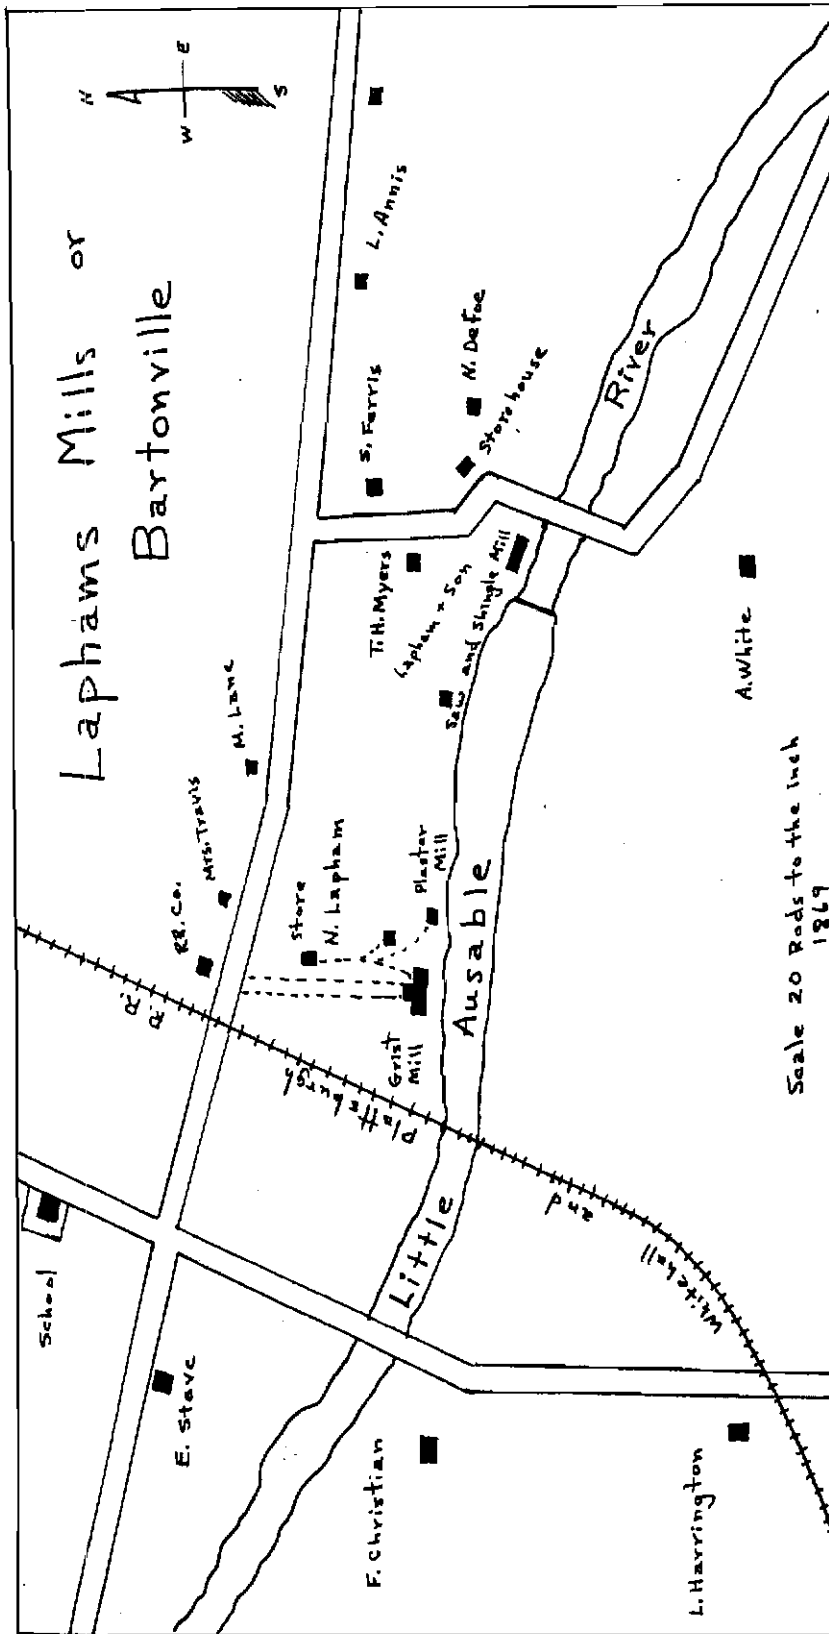 Laphams Mills or
Bartonville
N
W
E
S
School
RR. Co.
Mrs. Travis
M. Lane
E. Stave
Store
N. Lapham
S. Ferris
L. Annis
R. R.
Plattsburgh
and
Whitehall
Grist
Mill
Plaster
Mill
T.H. Myers
Lapham & Son
Saw and Shingle Mill
Storehouse
N. Defoe
Little Ausable River
F. Christian
L. Harrington
A. White
Scale 20 Rods to the inch
1869